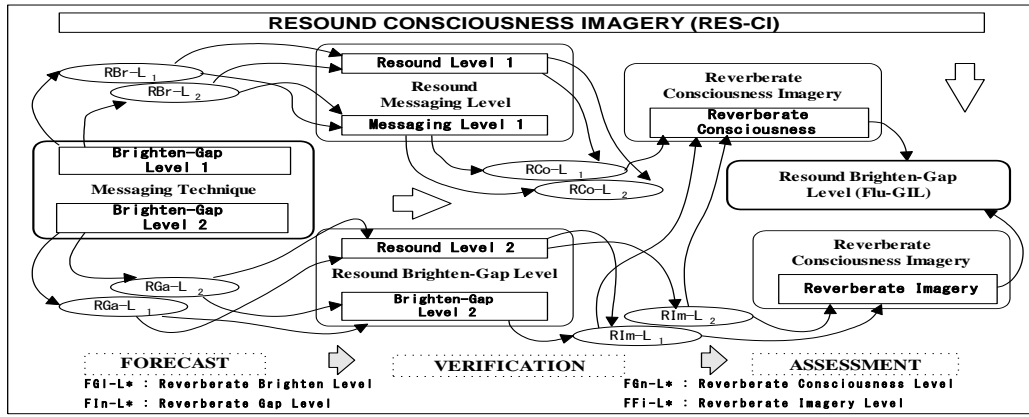 RESOUND CONSCIOUSNESS IMAGERY (RES-CI)
RBr-L 1
RBr-L 2
Resound Level 1
Resound
Messaging Level
Messaging Level 1
Reverberate
Consciousness Imagery
Reverberate
Consciousness
Brighten-Gap
Level 1
Messaging Technique
Brighten-Gap
Level 2
RCo-L 1
RCo-L 2
Resound Brighten-Gap
Level (Flu-GIL)
Resound Level 2
Resound Brighten-Gap Level
Brighten-Gap
Level 2
Reverberate
Consciousness Imagery
Reverberate Imagery
RGa-L 2
RGa-L 1
RIm-L 2
RIm-L 1
FORECAST
VERIFICATION
ASSESSMENT
FGl-L* : Reverberate Brighten Level
FIn-L* : Reverberate Gap Level
FGn-L* : Reverberate Consciousness Level
FFi-L* : Reverberate Imagery Level